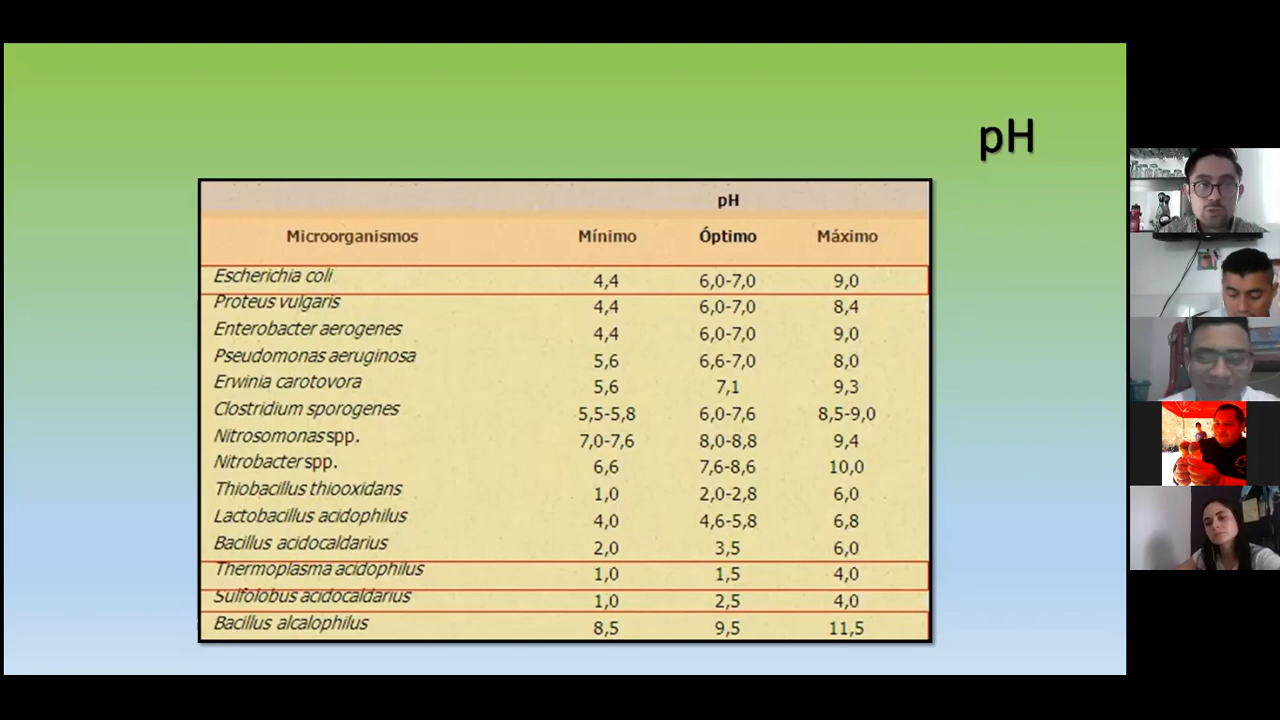 pH
pH
Microorganismos Mínimo Óptimo Máximo
Escherichia coli 4,4 6,0-7,0 9,0
Proteus vulgaris 4,4 6,0-7,0 8,4
Enterobacter aerogenes 4,4 6,0-7,0 9,0
Pseudomonas aeruginosa 5,6 6,6-7,0 8,0
Erwinia carotovora 5,6 7,1 9,3
Clostridium sporogenes 5,5-5,8 6,0-7,6 8,5-9,0
Nitrosomonas spp. 7,0-7,6 8,0-8,8 9,4
Nitrobacter spp. 6,6 7,6-8,6 10,0
Thiobacillus thiooxidans 1,0 2,0-2,8 6,0
Lactobacillus acidophilus 4,0 4,6-5,8 6,8
Bacillus acidocaldarius 2,0 3,5 6,0
Thermoplasma acidophilus 1,0 1,5 4,0
Sulfolobus acidocaldarius 1,0 2,5 4,0
Bacillus alcalophilus 8,5 9,5 11,5